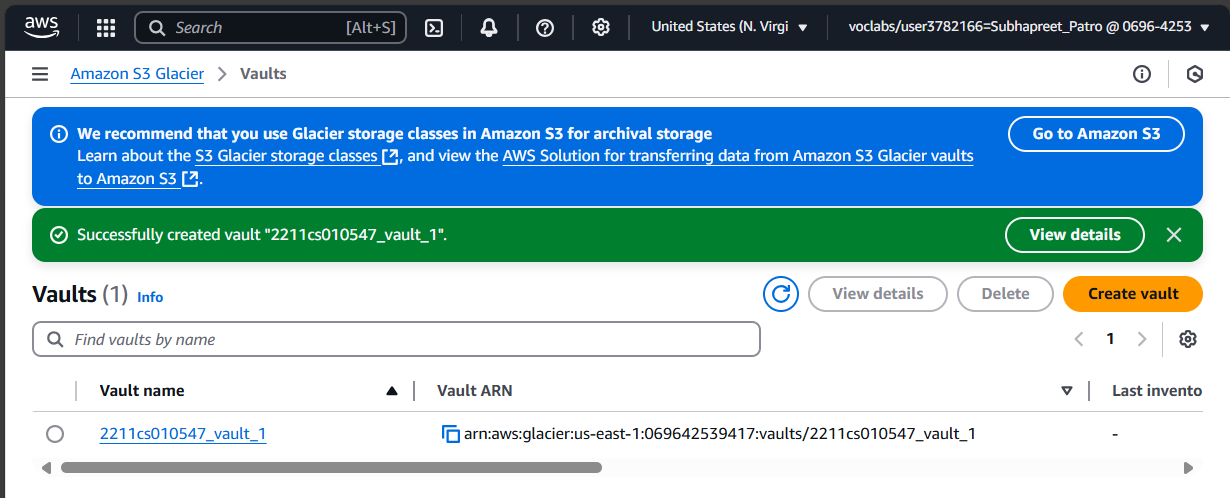 aws
Search [Alt+S] United States (N. Virgi voclabs/user3782166=Subhapreet_Patro @ 0696-4253
Amazon S3 Glacier Vaults
We recommend that you use Glacier storage classes in Amazon S3 for archival storage
Go to Amazon S3
Learn about the S3 Glacier storage classes, and view the AWS Solution for transferring data from Amazon S3 Glacier vaults
to Amazon S3.
Successfully created vault "2211cs010547_vault_1". View details
Vaults (1) Info View details Delete Create vault
Find vaults by name 1
Vault name Vault ARN Last invento
2211cs010547_vault_1 arn:aws:glacier:us-east-1:069642539417:vaults/2211cs010547_vault_1 -